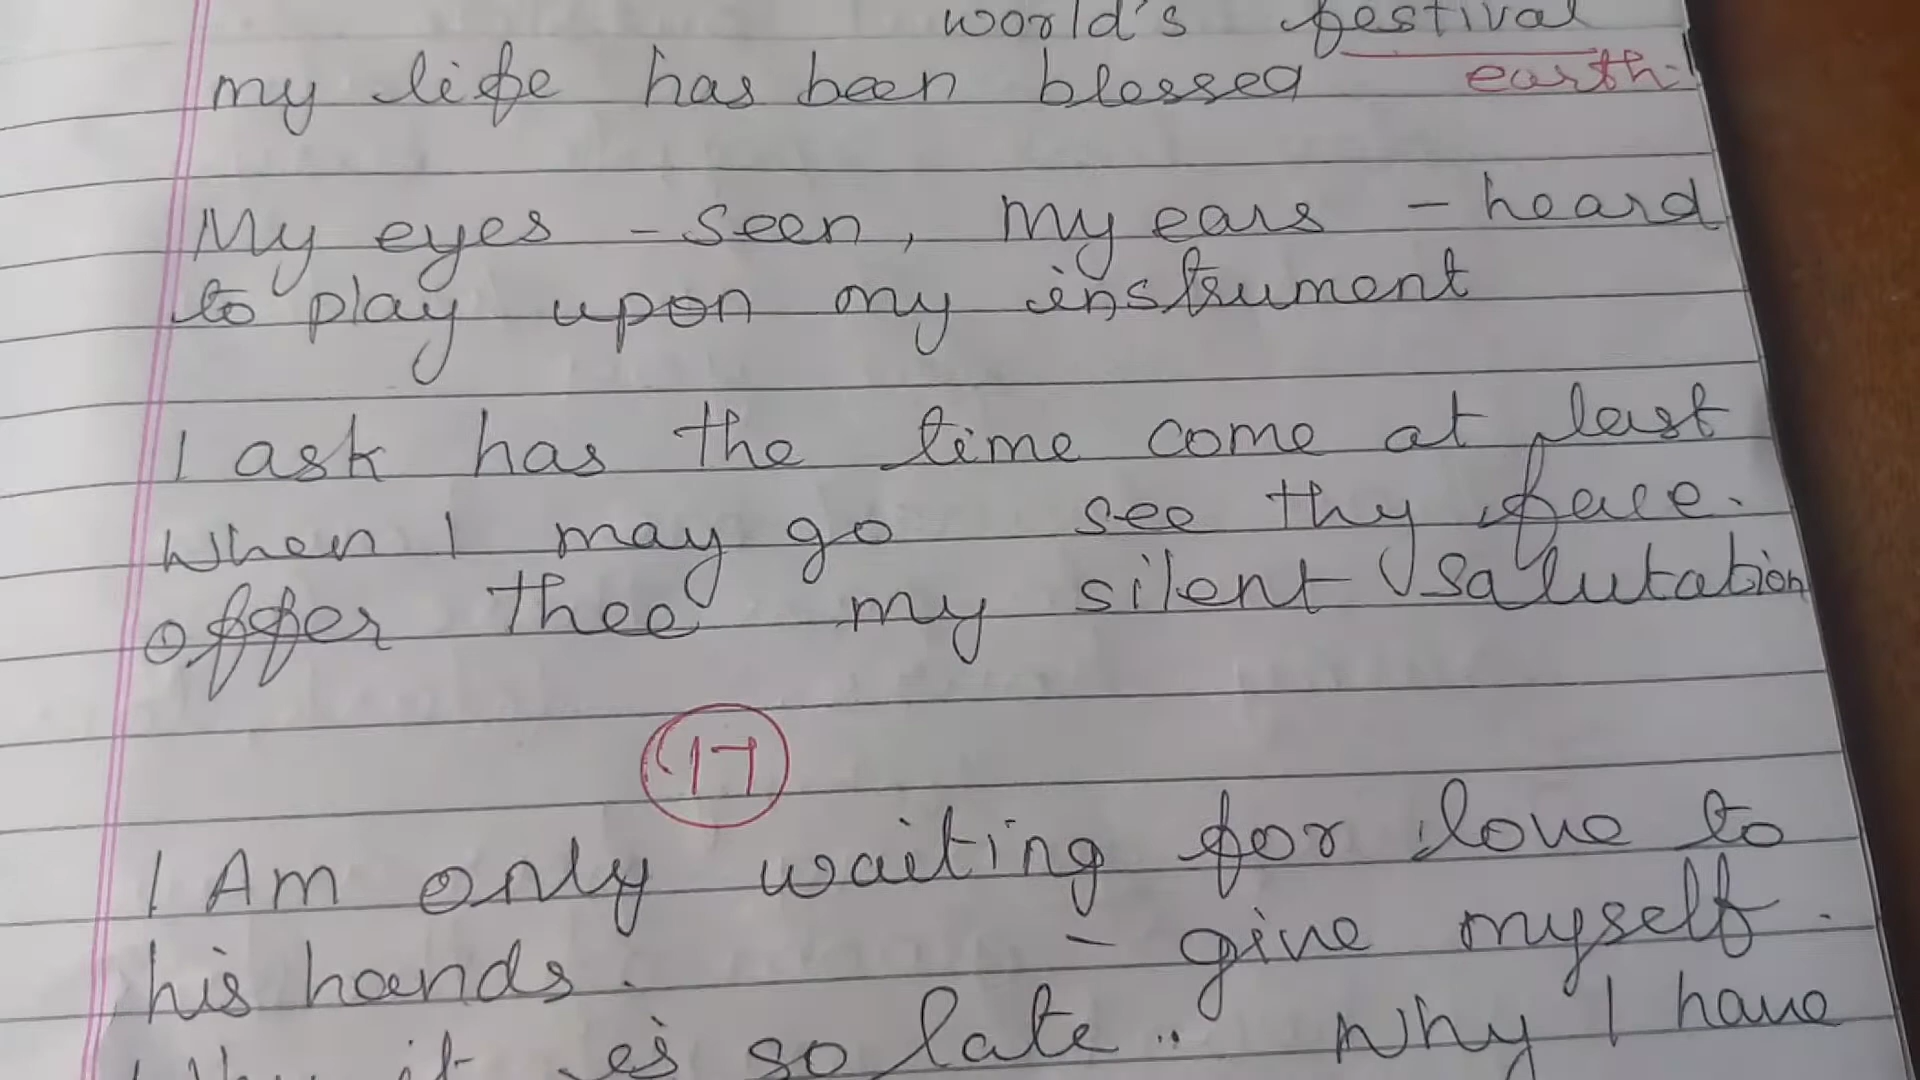 world's festival
my life has been blessed earth.
My eyes - seen, my ears - heard
to play upon my instrument
I ask has the time come at last
When I may go see thy face.
offer thee my silent salutation
17
I Am only waiting for love to
his hands. - give myself.
it is so late.. Why I have